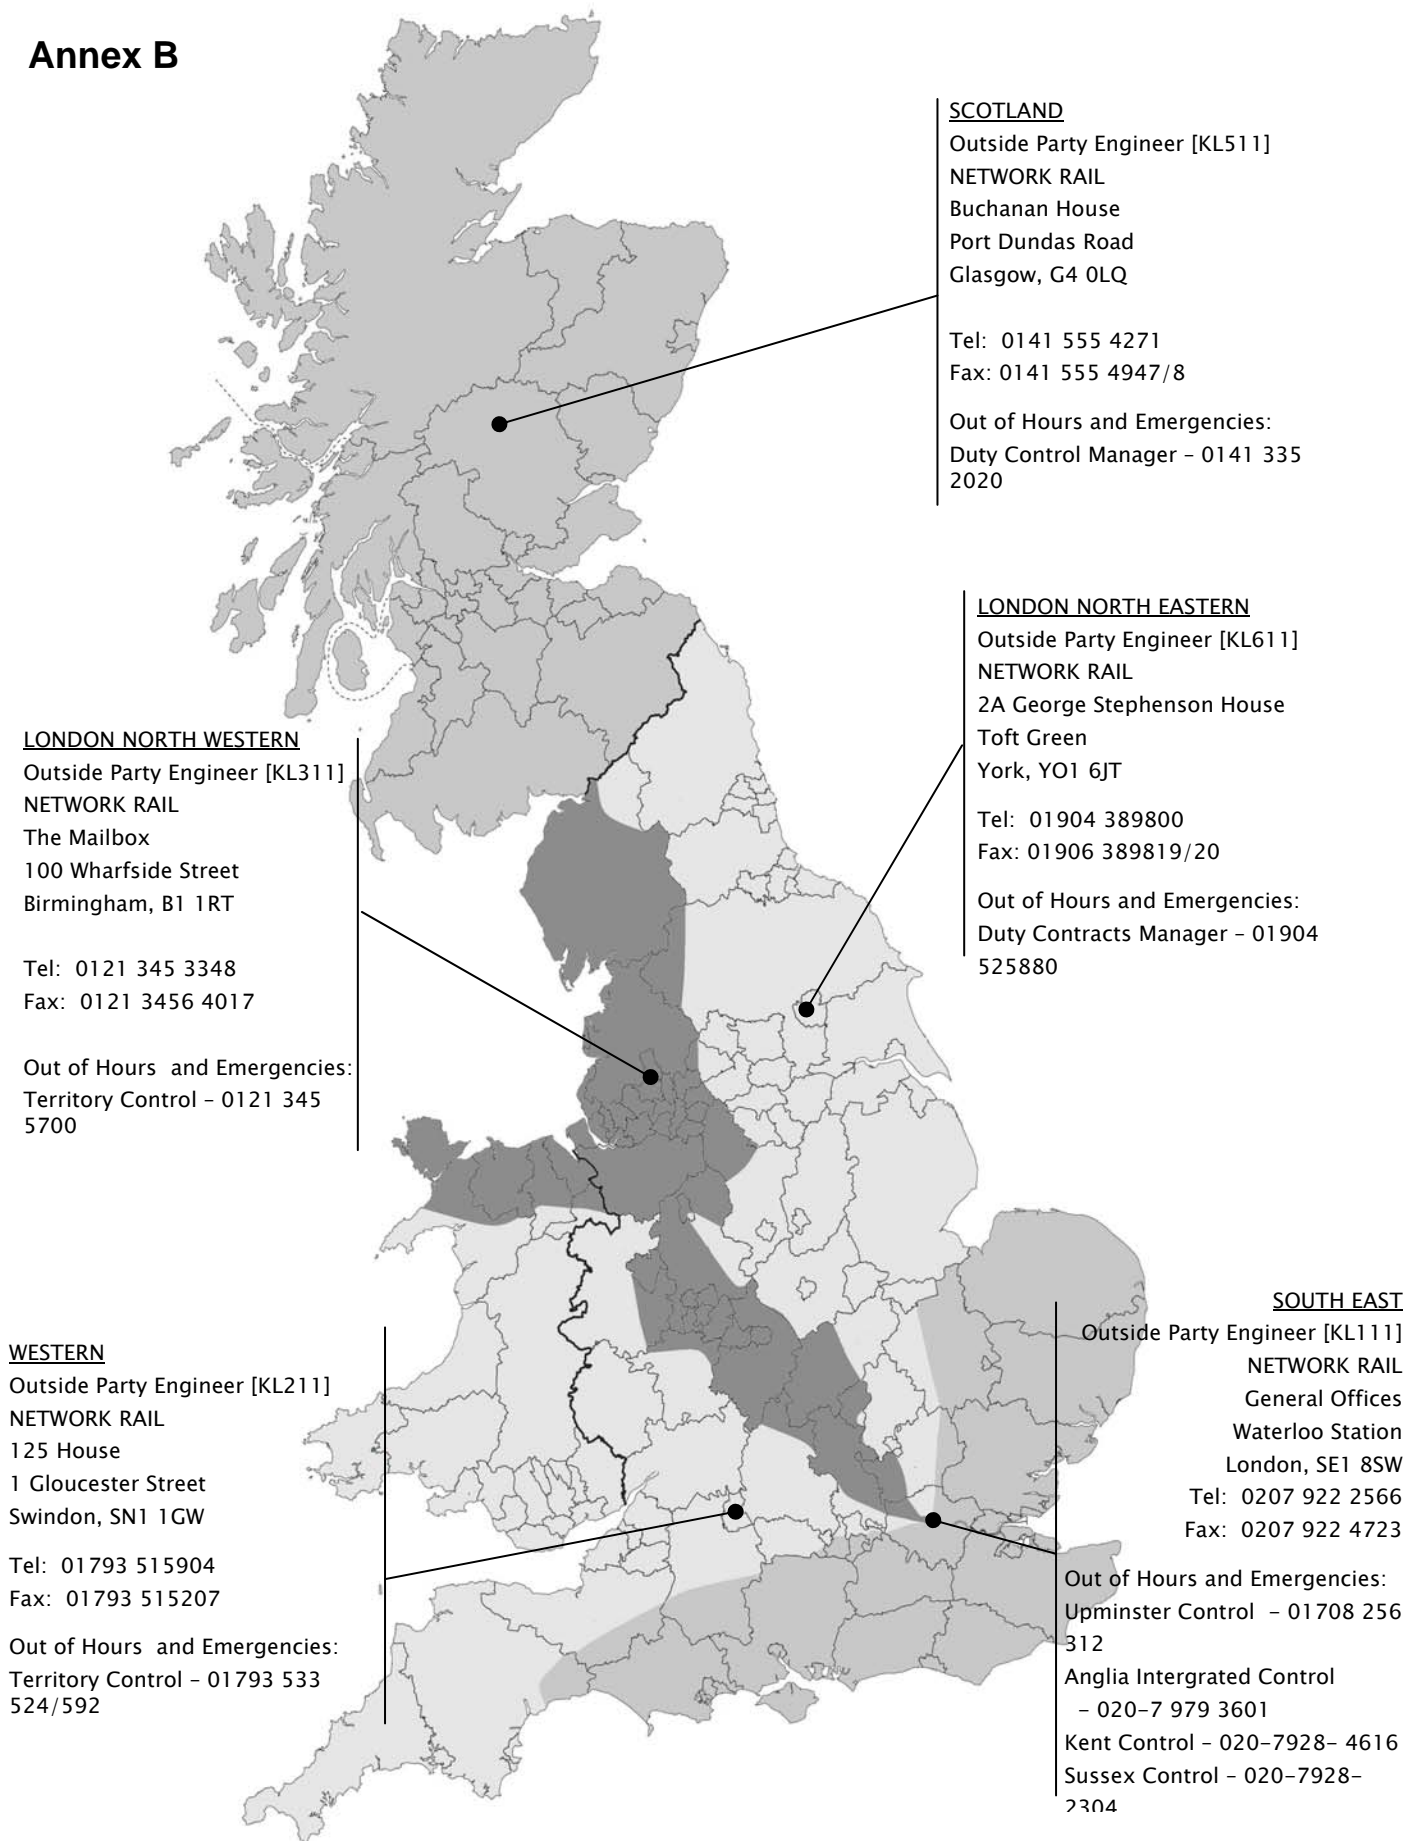 Annex B
SCOTLAND
Outside Party Engineer [KL511]
NETWORK RAIL
Buchanan House
Port Dundas Road
Glasgow, G4 0LQ
Tel: 0141 555 4271
Fax: 0141 555 4947/8
Out of Hours and Emergencies:
Duty Control Manager – 0141 335
2020
LONDON NORTH EASTERN
Outside Party Engineer [KL611]
NETWORK RAIL
2A George Stephenson House
Toft Green
York, YO1 6JT
Tel: 01904 389800
Fax: 01906 389819/20
Out of Hours and Emergencies:
Duty Contracts Manager – 01904
525880
LONDON NORTH WESTERN
Outside Party Engineer [KL311]
NETWORK RAIL
The Mailbox
100 Wharfside Street
Birmingham, B1 1RT
Tel: 0121 345 3348
Fax: 0121 3456 4017
Out of Hours and Emergencies:
Territory Control – 0121 345
5700
WESTERN
Outside Party Engineer [KL211]
NETWORK RAIL
125 House
1 Gloucester Street
Swindon, SN1 1GW
Tel: 01793 515904
Fax: 01793 515207
Out of Hours and Emergencies:
Territory Control – 01793 533
524/592
SOUTH EAST
Outside Party Engineer [KL111]
NETWORK RAIL
General Offices
Waterloo Station
London, SE1 8SW
Tel: 0207 922 2566
Fax: 0207 922 4723
Out of Hours and Emergencies:
Upminster Control – 01708 256
312
Anglia Intergrated Control
– 020–7 979 3601
Kent Control – 020–7928– 4616
Sussex Control – 020–7928–
2304